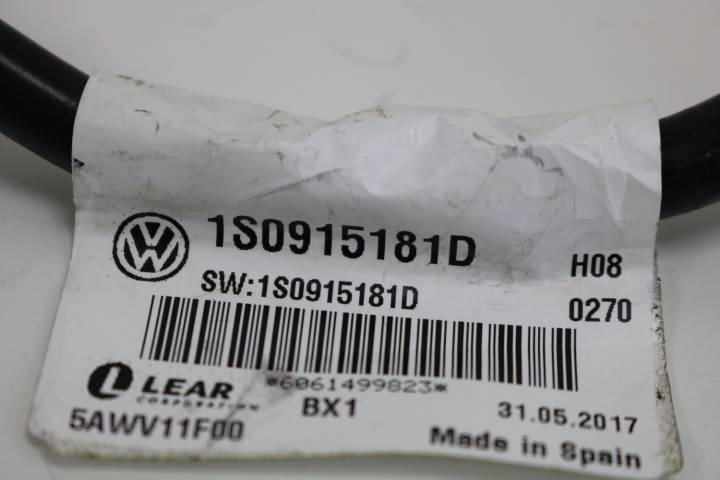 1S0915181D
H08
SW:1S0915181D
0270
*6061499823*
LEAR
CORPORATION
BX1
31.05.2017
5AWV11F00
Made in Spain